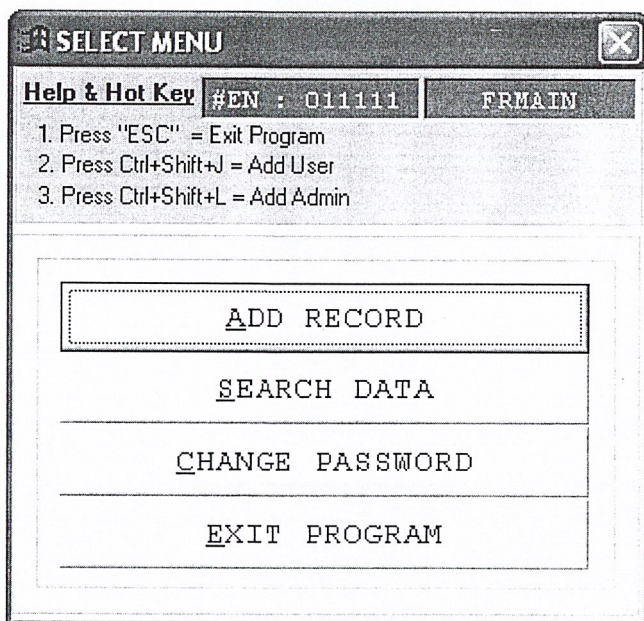 SELECT MENU
Help & Hot Key #EN : 011111 FRMAIN
1. Press "ESC" = Exit Program
2. Press Ctrl+Shift+J = Add User
3. Press Ctrl+Shift+L = Add Admin
ADD RECORD
SEARCH DATA
CHANGE PASSWORD
EXIT PROGRAM